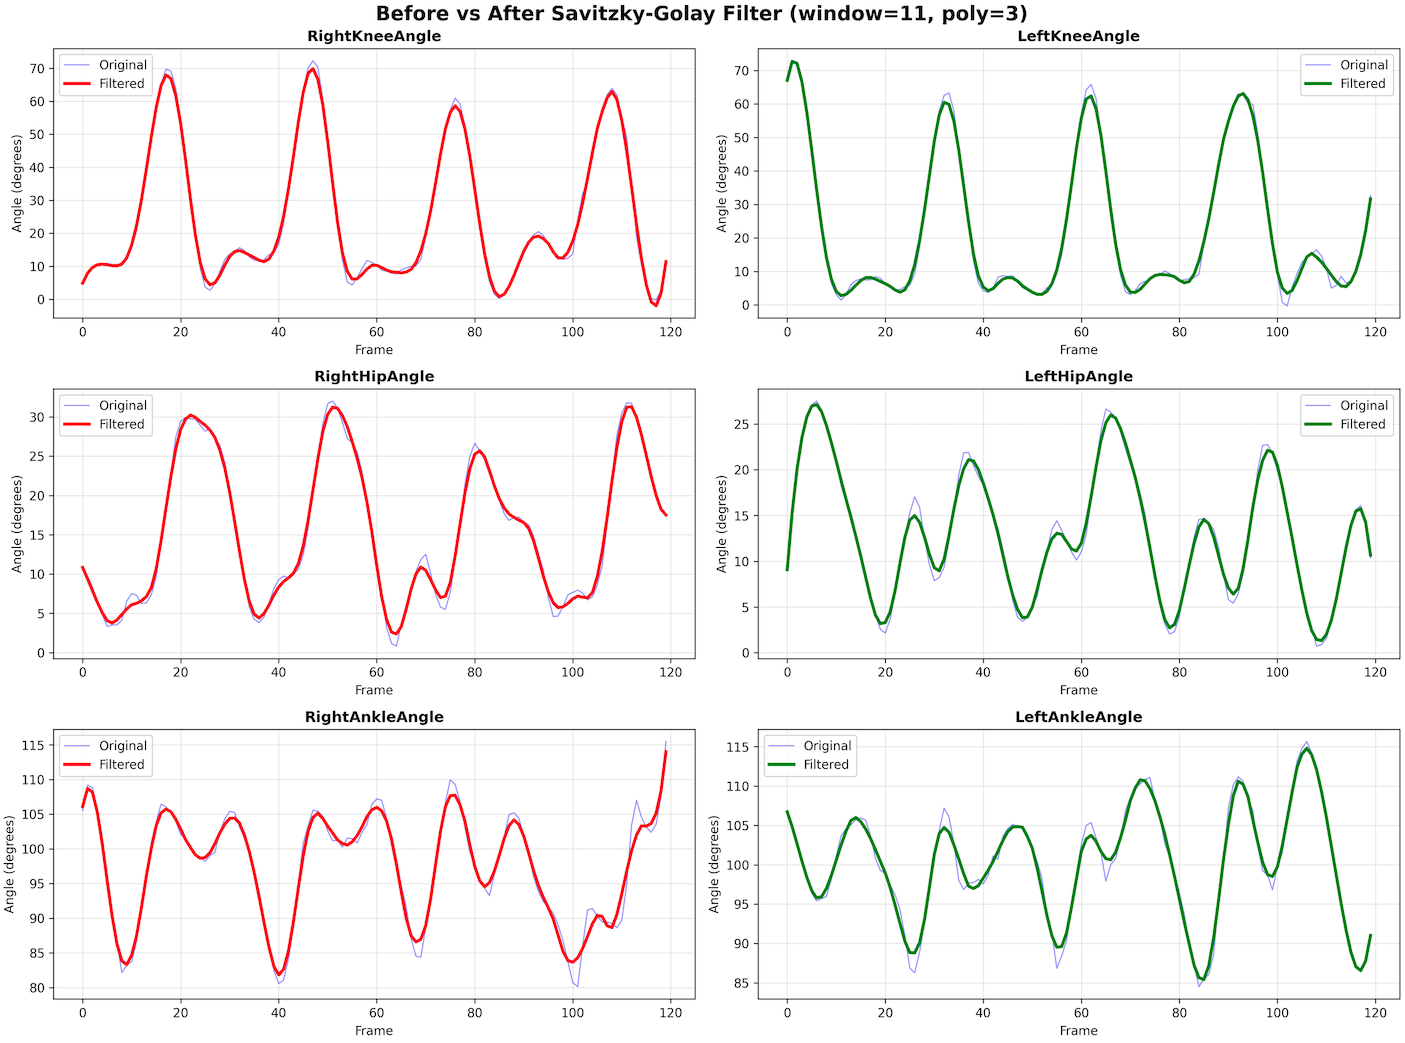 Before vs After Savitzky-Golay Filter (window=11, poly=3)
RightKneeAngle
Original
Filtered
Angle (degrees)
70
60
50
40
30
20
10
0
0 20 40 60 80 100 120
Frame
LeftKneeAngle
Original
Filtered
Angle (degrees)
70
60
50
40
30
20
10
0
0 20 40 60 80 100 120
Frame
RightHipAngle
Original
Filtered
Angle (degrees)
30
25
20
15
10
5
0
0 20 40 60 80 100 120
Frame
LeftHipAngle
Original
Filtered
Angle (degrees)
25
20
15
10
5
0
0 20 40 60 80 100 120
Frame
RightAnkleAngle
Original
Filtered
Angle (degrees)
115
110
105
100
95
90
85
80
0 20 40 60 80 100 120
Frame
LeftAnkleAngle
Original
Filtered
Angle (degrees)
115
110
105
100
95
90
85
0 20 40 60 80 100 120
Frame